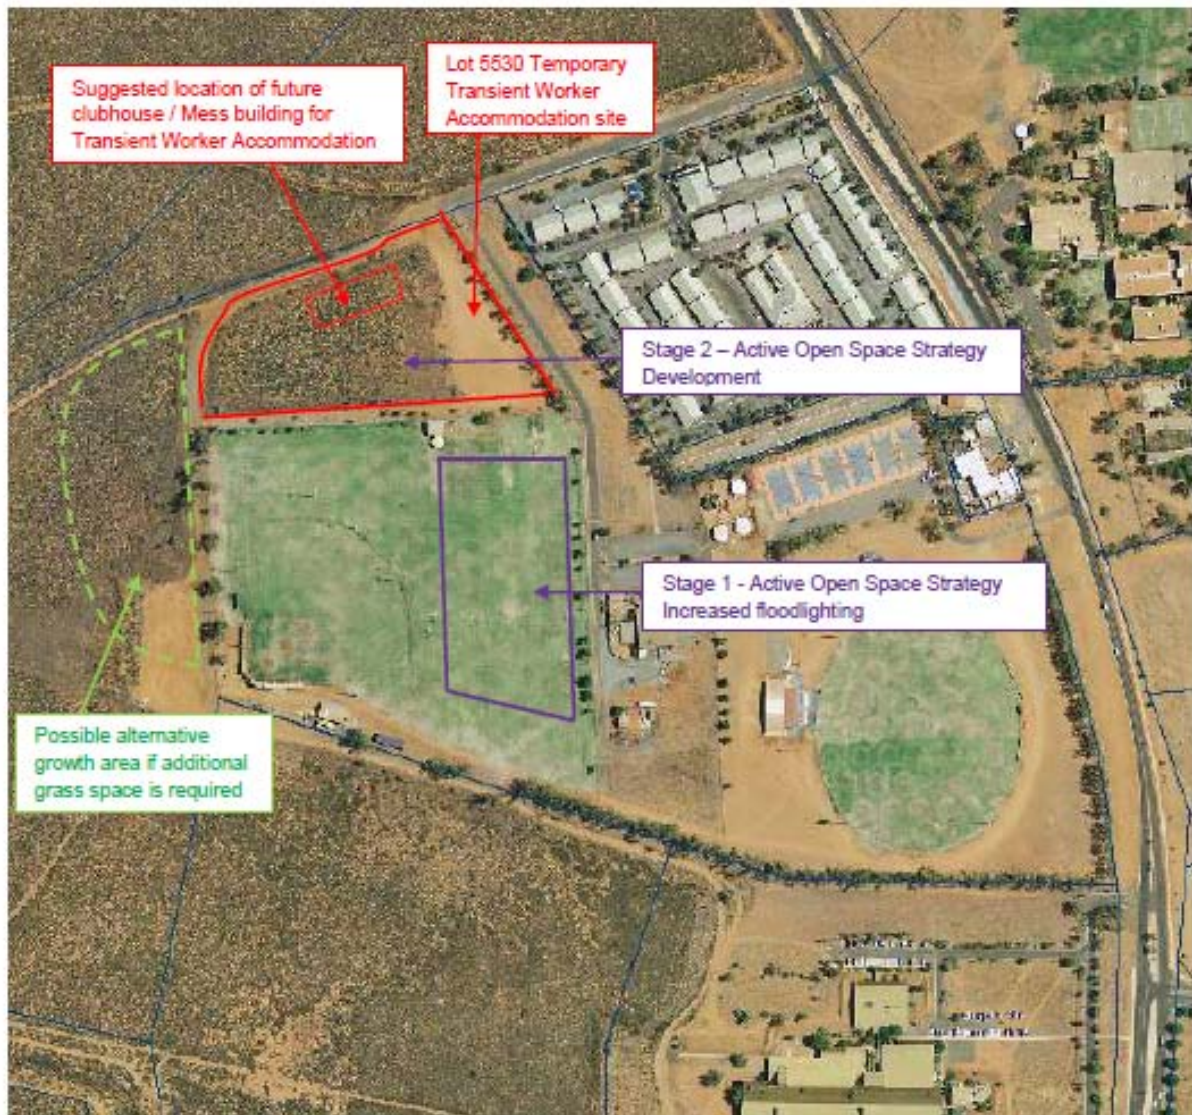 Suggested location of future
clubhouse / Mess building for
Transient Worker Accommodation
Lot 5530 Temporary
Transient Worker
Accommodation site
Stage 2 – Active Open Space Strategy
Development
Stage 1 - Active Open Space Strategy
Increased floodlighting
Possible alternative
growth area if additional
grass space is required